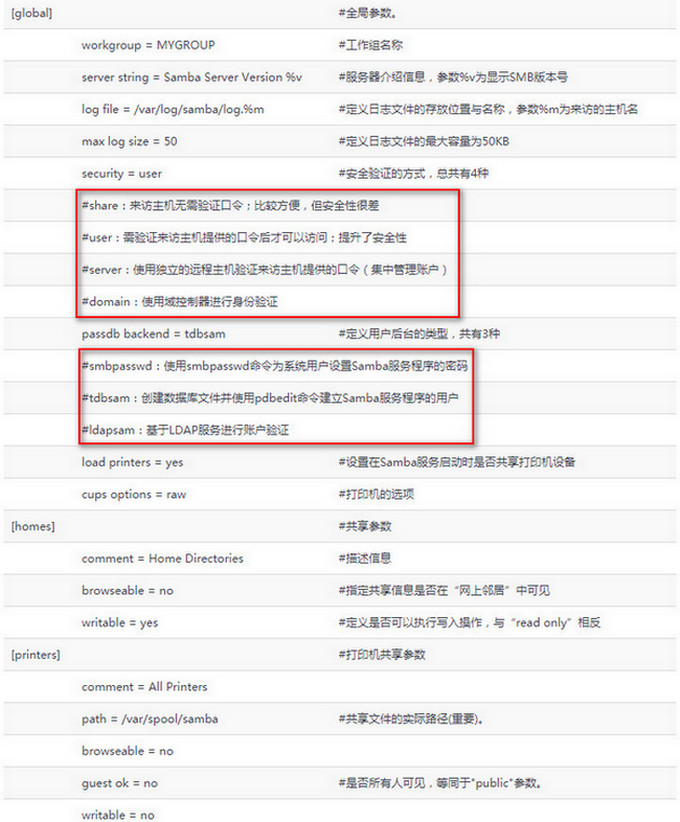 [global] #全局参数。
workgroup = MYGROUP #工作组名称
server string = Samba Server Version %v #服务器介绍信息，参数%v为显示SMB版本号
log file = /var/log/samba/log.%m #定义日志文件的存放位置与名称，参数%m为来访的主机名
max log size = 50 #定义日志文件的最大容量为50KB
security = user #安全验证的方式，总共有4种
#share：来访主机无需验证口令；比较方便，但安全性很差
#user：需验证来访主机提供的口令后才可以访问；提升了安全性
#server：使用独立的远程主机验证来访主机提供的口令（集中管理账户）
#domain：使用域控制器进行身份验证
passdb backend = tdbsam #定义用户后台的类型，共有3种
#smbpasswd：使用smbpasswd命令为系统用户设置Samba服务程序的密码
#tdbsam：创建数据库文件并使用pdbedit命令建立Samba服务程序的用户
#ldapsam：基于LDAP服务进行账户验证
load printers = yes #设置在Samba服务启动时是否共享打印机设备
cups options = raw #打印机的选项
[homes] #共享参数
comment = Home Directories #描述信息
browseable = no #指定共享信息是否在“网上邻居”中可见
writable = yes #定义是否可以执行写入操作，与“read only”相反
[printers] #打印机共享参数
comment = All Printers
path = /var/spool/samba #共享文件的实际路径(重要)。
browseable = no
guest ok = no #是否所有人可见，等同于"public"参数。
writable = no